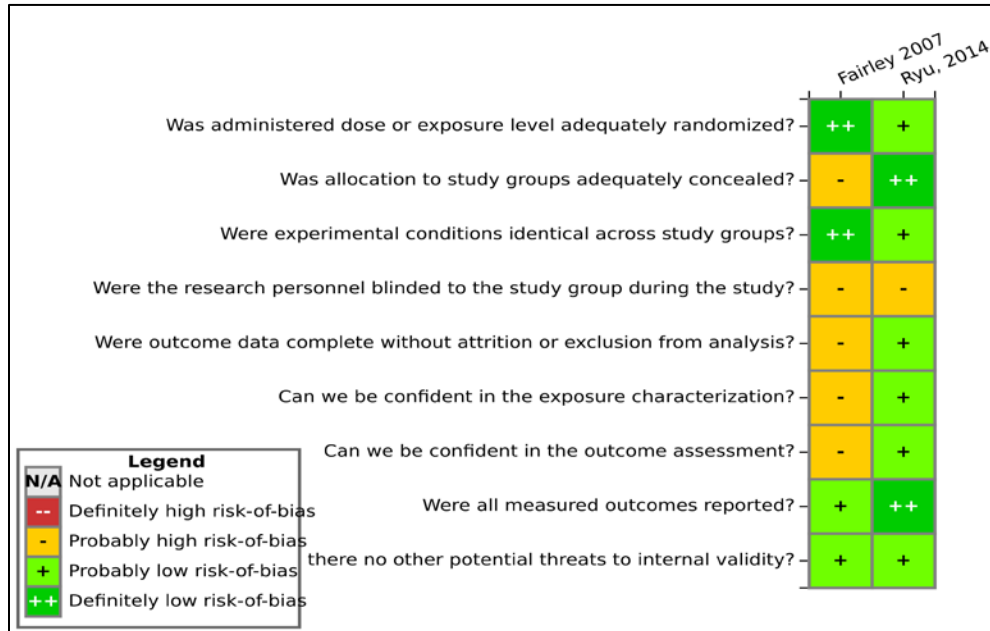 Fairley 2007
Ryu, 2014
Was administered dose or exposure level adequately randomized?
++ +
Was allocation to study groups adequately concealed?
- ++
Were experimental conditions identical across study groups?
++ +
Were the research personnel blinded to the study group during the study?
- -
Were outcome data complete without attrition or exclusion from analysis?
- +
Can we be confident in the exposure characterization?
- +
Can we be confident in the outcome assessment?
- +
Were all measured outcomes reported?
+ ++
there no other potential threats to internal validity?
+ +
Legend
N/A Not applicable
-- Definitely high risk-of-bias
- Probably high risk-of-bias
+ Probably low risk-of-bias
++ Definitely low risk-of-bias